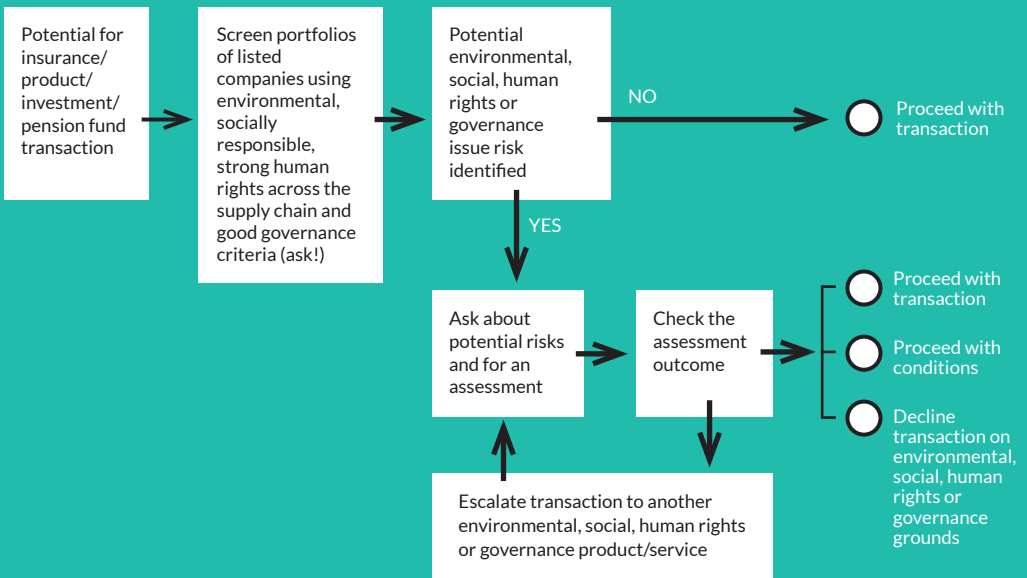 Potential for
insurance/
product/
investment/
pension fund
transaction
Screen portfolios
of listed
companies using
environmental,
socially
responsible,
strong human
rights across the
supply chain and
good governance
criteria (ask!)
Potential
environmental,
social, human
rights or
governance
issue risk
identified
NO
Proceed with
transaction
YES
Ask about
potential risks
and for an
assessment
Check the
assessment
outcome
Proceed with
transaction
Proceed with
conditions
Decline
transaction on
environmental,
social, human
rights or
governance
grounds
Escalate transaction to another
environmental, social, human rights
or governance product/service